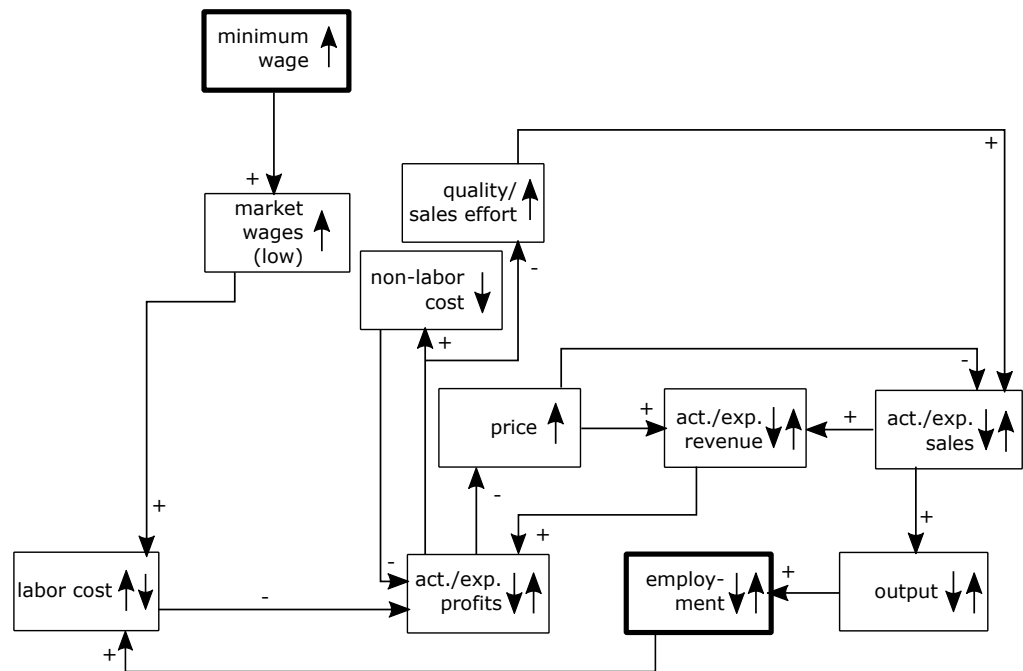 minimum
wage
+
+
quality/
sales effort
market
wages
(low)
-
non-labor
cost
+
-
price
+
act./exp.
revenue
+
act./exp.
sales
-
+
+
+
labor cost
-
-
act./exp.
profits
employ-
ment
+
output
+